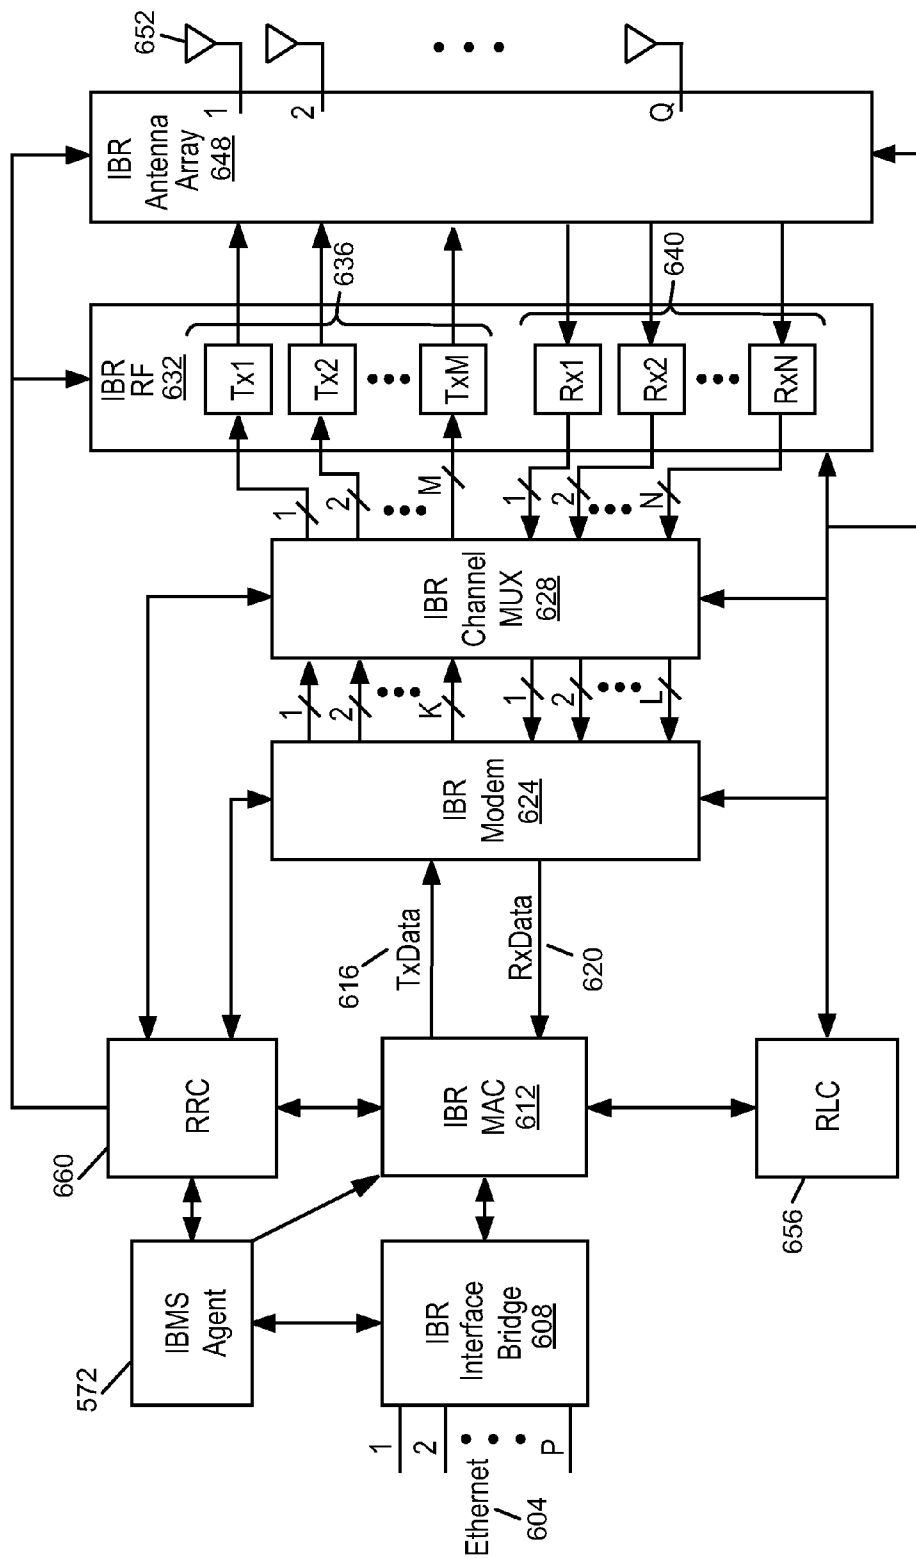 572
IBMS
Agent
660
RRC
Ethernet
604
1
2
P
IBR
Interface
Bridge
608
IBR
MAC
612
656
RLC
616
TxData
RxData
620
IBR
Modem
624
1
2
K
1
2
L
IBR
Channel
MUX
628
1
2
M
1
2
N
IBR
RF
632
Tx1
Tx2
TxM
636
Rx1
Rx2
RxN
640
IBR
Antenna
Array
648
1
2
Q
652